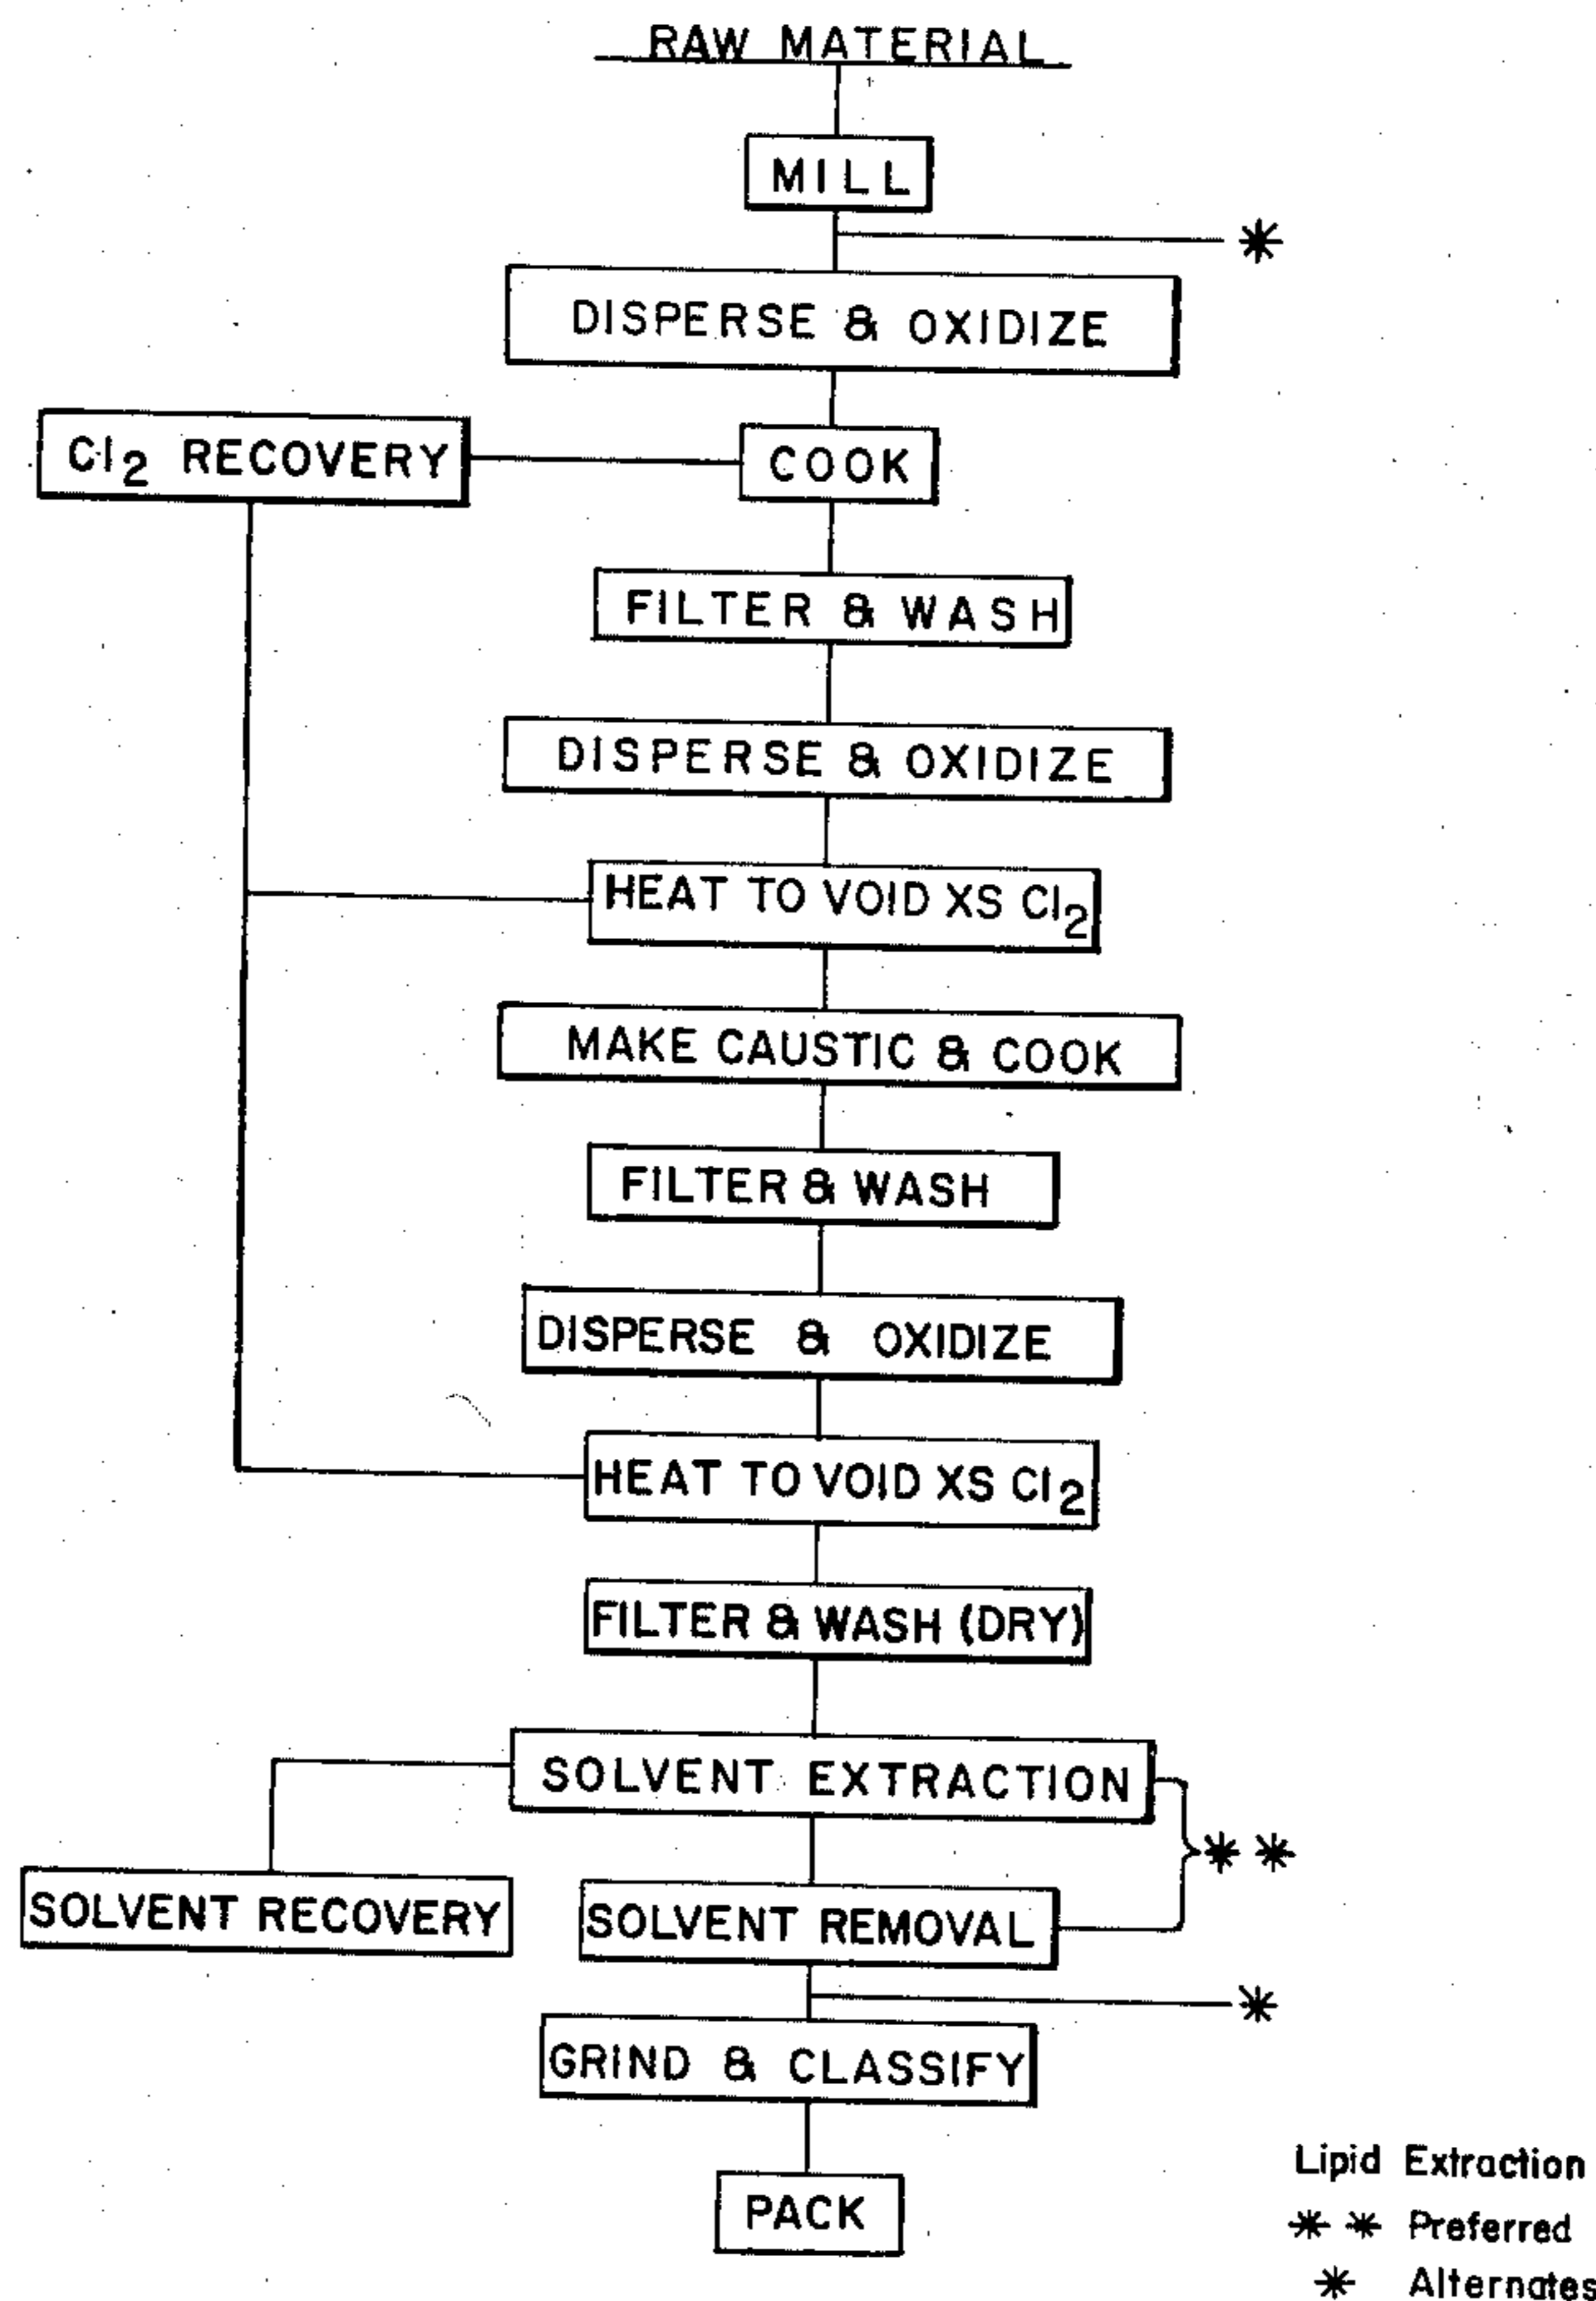 RAW MATERIAL
MILL
*
DISPERSE & OXIDIZE
Cl2 RECOVERY
COOK
FILTER & WASH
DISPERSE & OXIDIZE
HEAT TO VOID XS Cl2
MAKE CAUSTIC & COOK
FILTER & WASH
DISPERSE & OXIDIZE
HEAT TO VOID XS Cl2
FILTER & WASH (DRY)
SOLVENT EXTRACTION
* *
SOLVENT RECOVERY
SOLVENT REMOVAL
*
GRIND & CLASSIFY
PACK
Lipid Extraction
* * Preferred
* Alternates